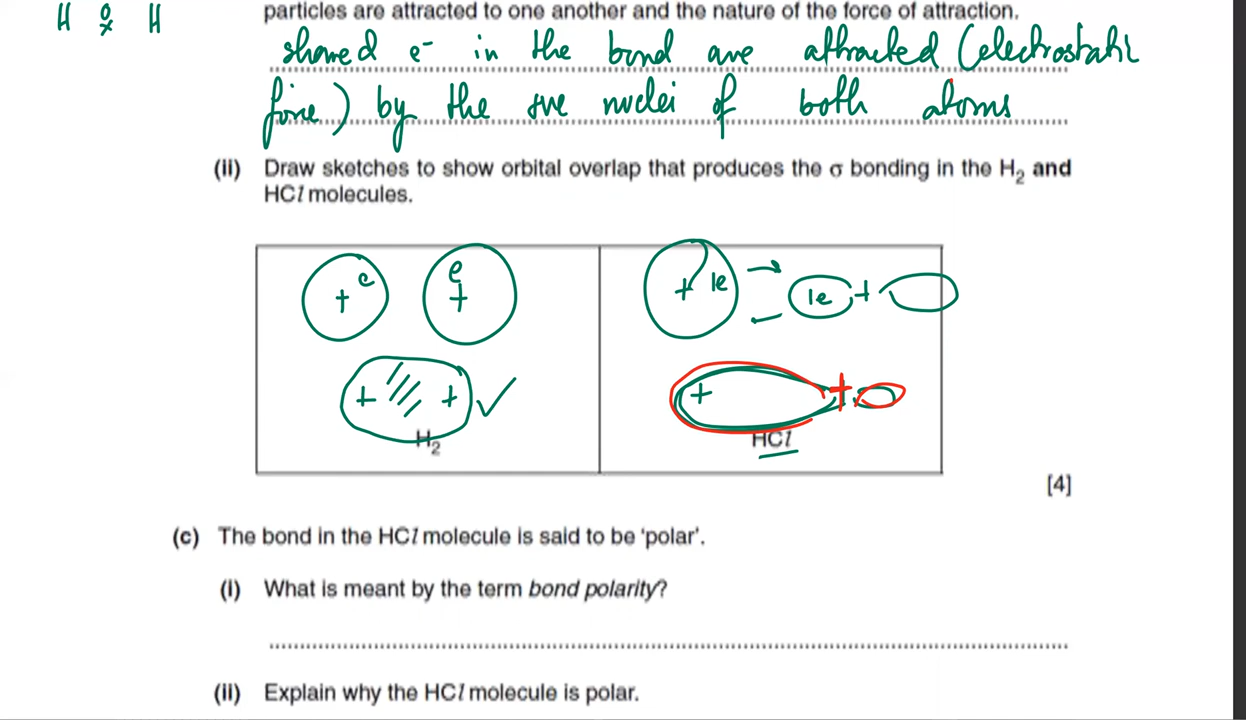 H o x H
particles are attracted to one another and the nature of the force of attraction.
shared e⁻ in the bond are attracted (electrostatic
force) by the +ve nuclei of both atoms
(ii) Draw sketches to show orbital overlap that produces the σ bonding in the H₂ and
HCl molecules.
+ e e +
+ 1e 1e +
+ +
+ +
H₂ HCl
[4]
(c) The bond in the HCl molecule is said to be 'polar'.
(i) What is meant by the term bond polarity?
(ii) Explain why the HCl molecule is polar.